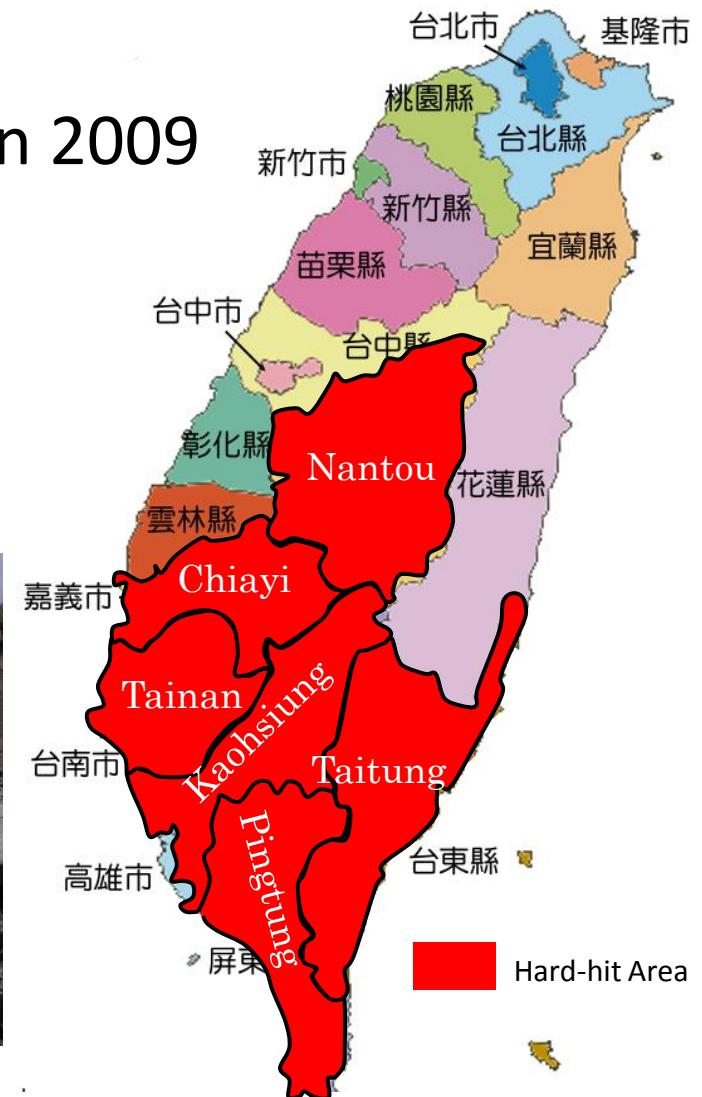 n 2009
台北市
基隆市
桃園縣
台北縣
新竹市
新竹縣
宜蘭縣
苗栗縣
台中市
台中縣
彰化縣
Nantou
花蓮縣
雲林縣
Chiayi
嘉義市
Tainan
Kaohsiung
台南市
Taitung
Pingtung
台東縣
高雄市
屏東
Hard-hit Area